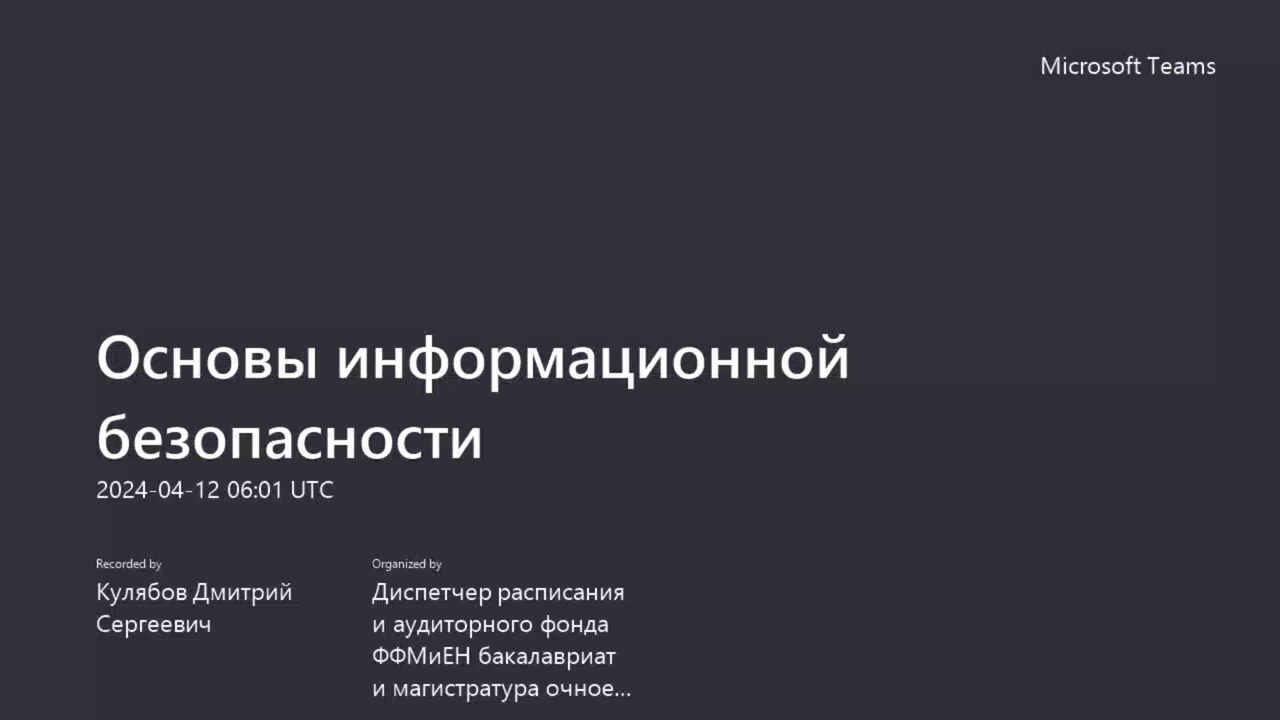 Microsoft Teams
Основы информационной
безопасности
2024-04-12 06:01 UTC
Recorded by
Кулябов Дмитрий
Сергеевич
Organized by
Диспетчер расписания
и аудиторного фонда
ФФМиЕН бакалавриат
и магистратура очное...